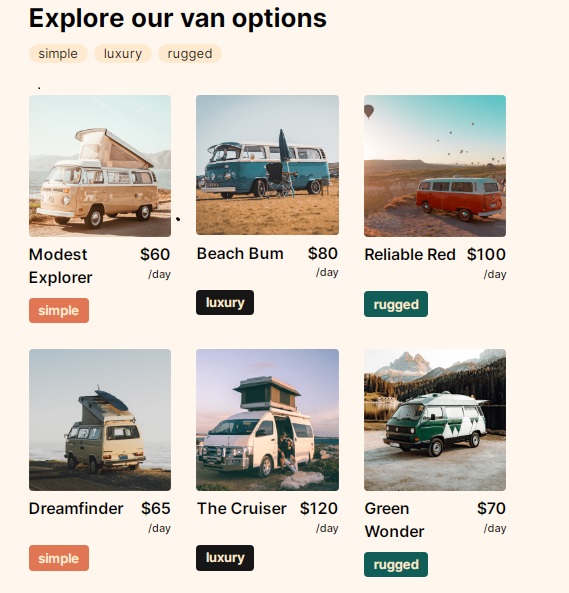 Explore our van options
simple luxury rugged
Modest Explorer $60 /day
simple
Beach Bum $80 /day
luxury
Reliable Red $100 /day
rugged
Dreamfinder $65 /day
simple
The Cruiser $120 /day
luxury
Green Wonder $70 /day
rugged